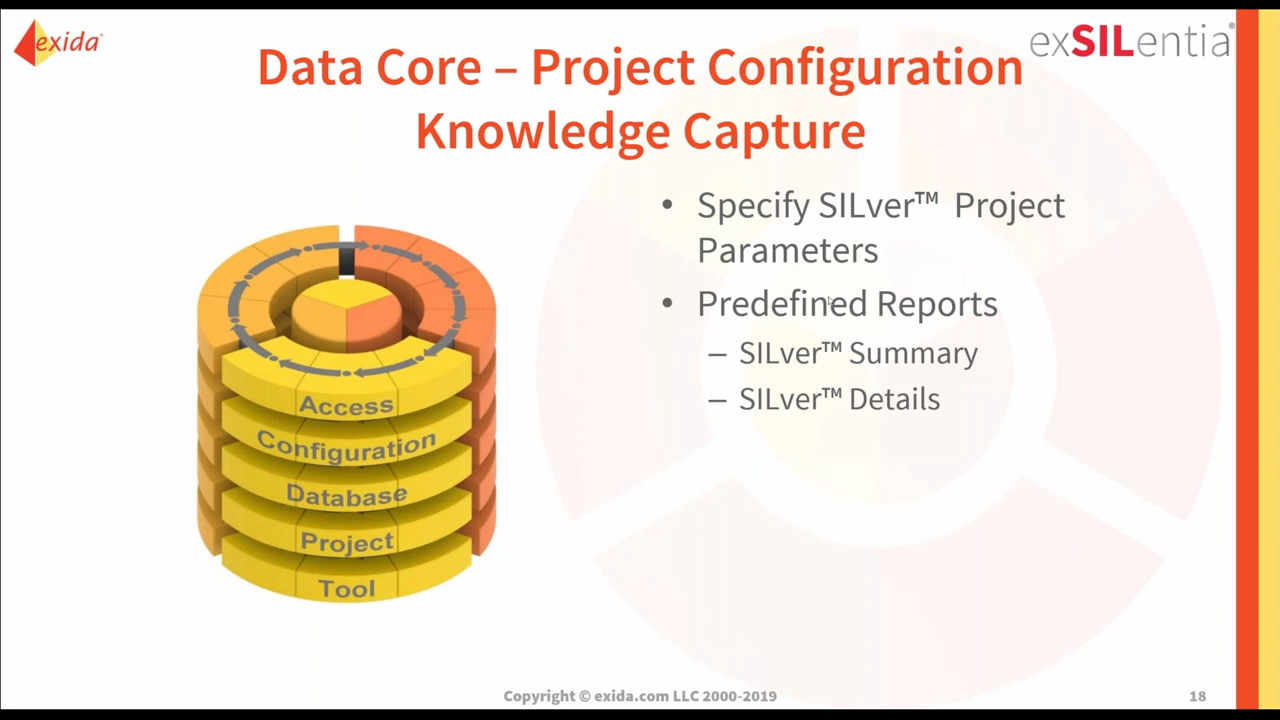 exida®
exSILentia®
Data Core – Project Configuration
Knowledge Capture
• Specify SILver™ Project
Parameters
• Predefined Reports
– SILver™ Summary
– SILver™ Details
Access
Configuration
Database
Project
Tool
Copyright © exida.com LLC 2000-2019
18